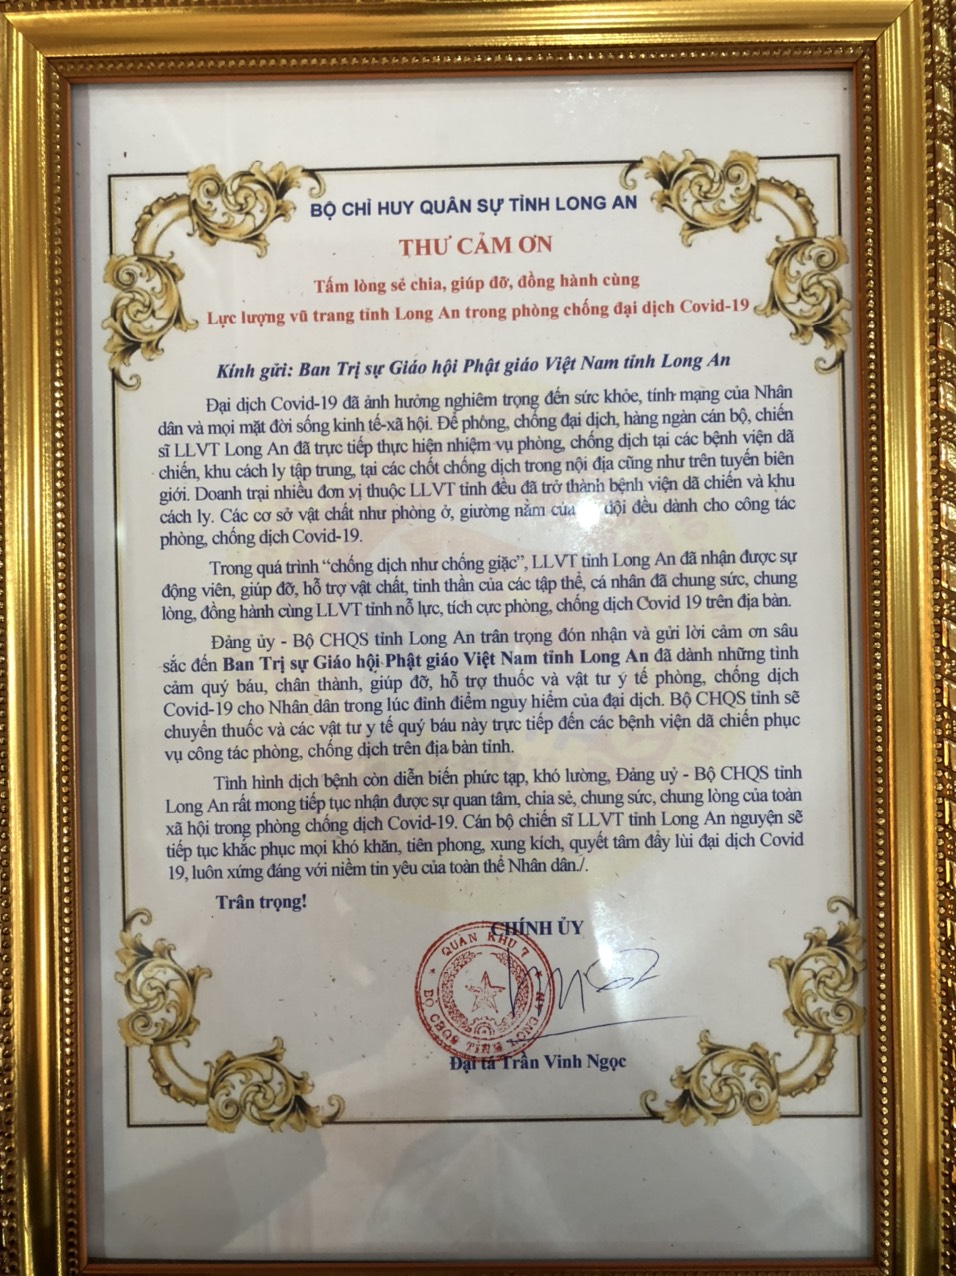 BỘ CHỈ HUY QUÂN SỰ TỈNH LONG AN
THƯ CẢM ƠN
Tấm lòng sẻ chia, giúp đỡ, đồng hành cùng
Lực lượng vũ trang tỉnh Long An trong phòng chống đại dịch Covid-19
Kính gửi: Ban Trị sự Giáo hội Phật giáo Việt Nam tỉnh Long An
Đại dịch Covid-19 đã ảnh hưởng nghiêm trọng đến sức khỏe, tính mạng của Nhân
dân và mọi mặt đời sống kinh tế-xã hội. Để phòng, chống đại dịch, hàng ngàn cán bộ, chiến
sĩ LLVT Long An đã trực tiếp thực hiện nhiệm vụ phòng, chống dịch tại các bệnh viện dã
chiến, khu cách ly tập trung, tại các chốt chống dịch trong nội địa cũng như trên tuyến biên
giới. Doanh trại nhiều đơn vị thuộc LLVT tỉnh đều đã trở thành bệnh viện dã chiến và khu
cách ly. Các cơ sở vật chất như phòng ở, giường nằm của đội đều dành cho công tác
phòng, chống dịch Covid-19.
Trong quá trình “chống dịch như chống giặc”, LLVT tỉnh Long An đã nhận được sự
động viên, giúp đỡ, hỗ trợ vật chất, tinh thần của các tập thể, cá nhân đã chung sức, chung
lòng, đồng hành cùng LLVT tỉnh nỗ lực, tích cực phòng, chống dịch Covid 19 trên địa bàn.
Đảng ủy - Bộ CHQS tỉnh Long An trân trọng đón nhận và gửi lời cảm ơn sâu
sắc đến Ban Trị sự Giáo hội Phật giáo Việt Nam tỉnh Long An đã dành những tình
cảm quý báu, chân thành, giúp đỡ, hỗ trợ thuốc và vật tư y tế phòng, chống dịch
Covid-19 cho Nhân dân trong lúc đỉnh điểm nguy hiểm của đại dịch. Bộ CHQS tỉnh sẽ
chuyển thuốc và các vật tư y tế quý báu này trực tiếp đến các bệnh viện dã chiến phục
vụ công tác phòng, chống dịch trên địa bàn tỉnh.
Tình hình dịch bệnh còn diễn biến phức tạp, khó lường, Đảng uỷ - Bộ CHQS tỉnh
Long An rất mong tiếp tục nhận được sự quan tâm, chia sẻ, chung sức, chung lòng của toàn
xã hội trong phòng chống dịch Covid-19. Cán bộ chiến sĩ LLVT tỉnh Long An nguyện sẽ
tiếp tục khắc phục mọi khó khăn, tiên phong, xung kích, quyết tâm đẩy lùi đại dịch Covid
19, luôn xứng đáng với niềm tin yêu của toàn thể Nhân dân./.
Trân trọng!
CHÍNH ỦY
QUÂN KHU 7
BỘ CHQS TỈNH LONG AN
Đại tá Trần Vinh Ngọc